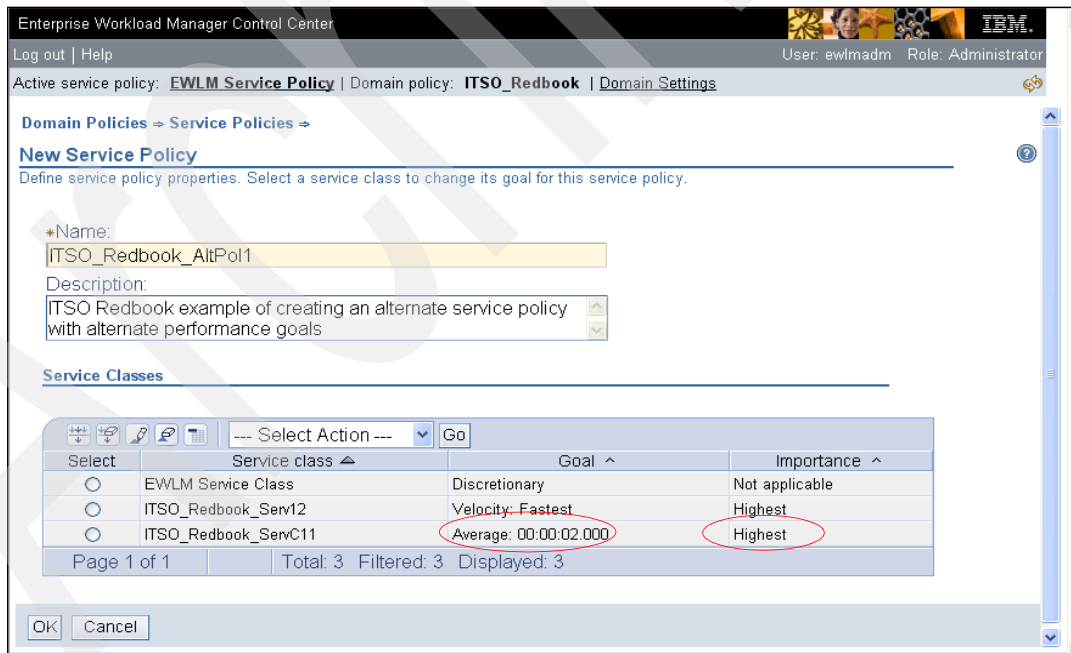 Enterprise Workload Manager Control Center IBM.
Log out | Help User: ewlmadm Role: Administrator
Active service policy: EWLM Service Policy | Domain policy: ITSO_Redbook | Domain Settings
Domain Policies ⇒ Service Policies ⇒
New Service Policy ?
Define service policy properties. Select a service class to change its goal for this service policy.
*Name:
ITSO_Redbook_AltPol1
Description:
ITSO Redbook example of creating an alternate service policy
with alternate performance goals
Service Classes
--- Select Action --- Go
Select Service class Goal Importance
EWLM Service Class Discretionary Not applicable
ITSO_Redbook_Serv12 Velocity: Fastest Highest
ITSO_Redbook_ServC11 Average: 00:00:02.000 Highest
Page 1 of 1 Total: 3 Filtered: 3 Displayed: 3
OK Cancel